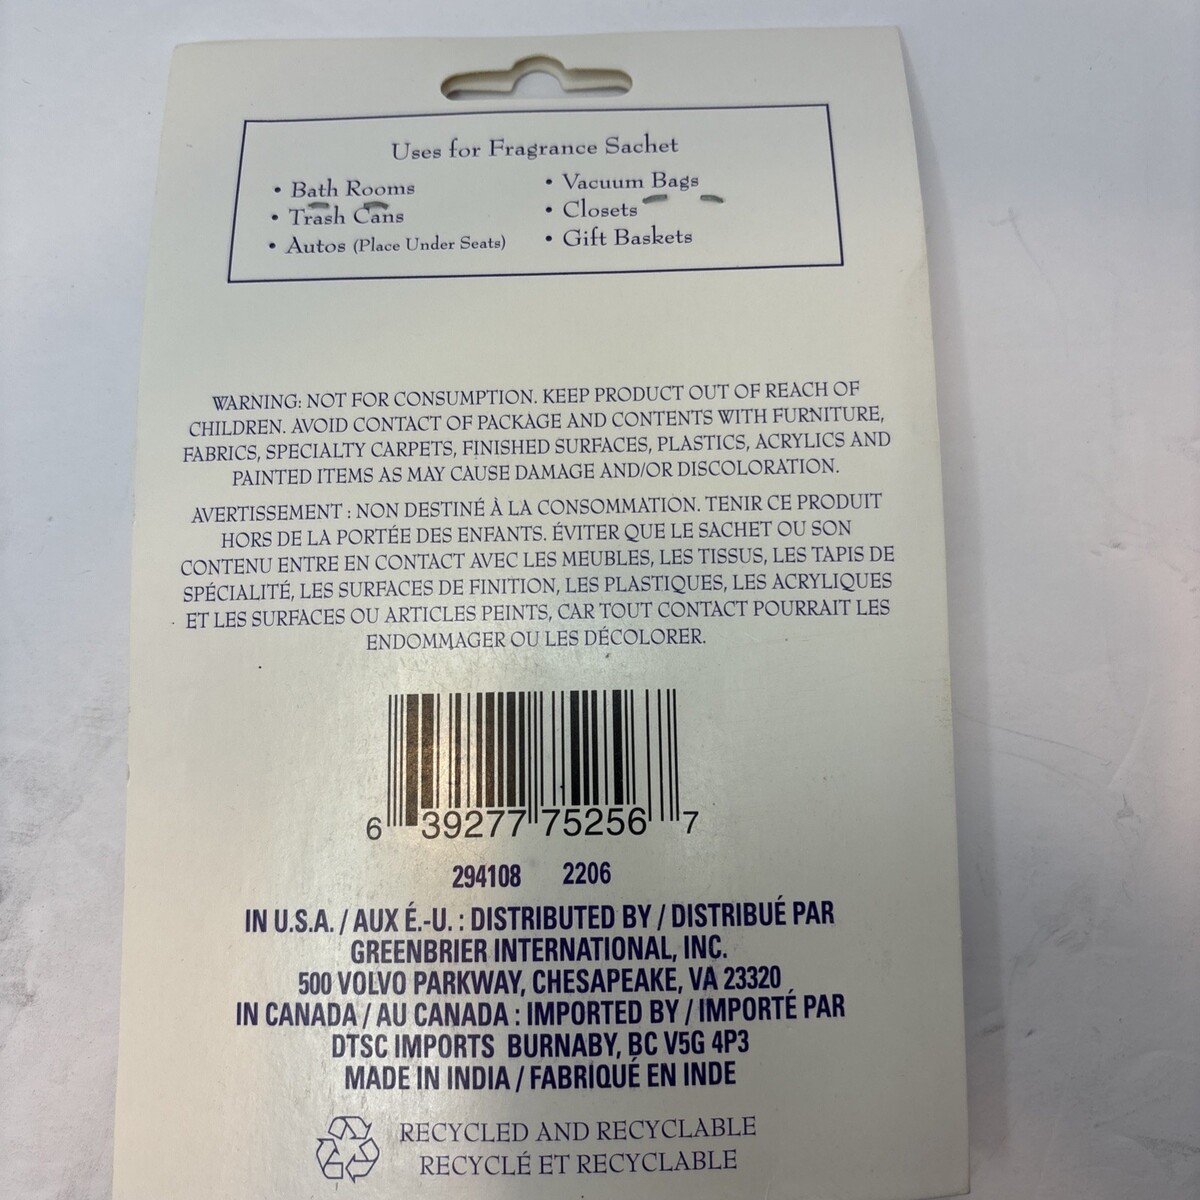 Uses for Fragrance Sachet
• Bath Rooms
• Trash Cans
• Autos (Place Under Seats)
• Vacuum Bags
• Closets
• Gift Baskets
WARNING: NOT FOR CONSUMPTION. KEEP PRODUCT OUT OF REACH OF
CHILDREN. AVOID CONTACT OF PACKAGE AND CONTENTS WITH FURNITURE,
FABRICS, SPECIALTY CARPETS, FINISHED SURFACES, PLASTICS, ACRYLICS AND
PAINTED ITEMS AS MAY CAUSE DAMAGE AND/OR DISCOLORATION.
AVERTISSEMENT : NON DESTINÉ À LA CONSOMMATION. TENIR CE PRODUIT
HORS DE LA PORTÉE DES ENFANTS. ÉVITER QUE LE SACHET OU SON
CONTENU ENTRE EN CONTACT AVEC LES MEUBLES, LES TISSUS, LES TAPIS DE
SPÉCIALITÉ, LES SURFACES DE FINITION, LES PLASTIQUES, LES ACRYLIQUES
ET LES SURFACES OU ARTICLES PEINTS, CAR TOUT CONTACT POURRAIT LES
ENDOMMAGER OU LES DÉCOLORER.
6 39277 75256 7
294108 2206
IN U.S.A. / AUX É.-U. : DISTRIBUTED BY / DISTRIBUÉ PAR
GREENBRIER INTERNATIONAL, INC.
500 VOLVO PARKWAY, CHESAPEAKE, VA 23320
IN CANADA / AU CANADA : IMPORTED BY / IMPORTÉ PAR
DTSC IMPORTS BURNABY, BC V5G 4P3
MADE IN INDIA / FABRIQUÉ EN INDE
RECYCLED AND RECYCLABLE
RECYCLÉ ET RECYCLABLE